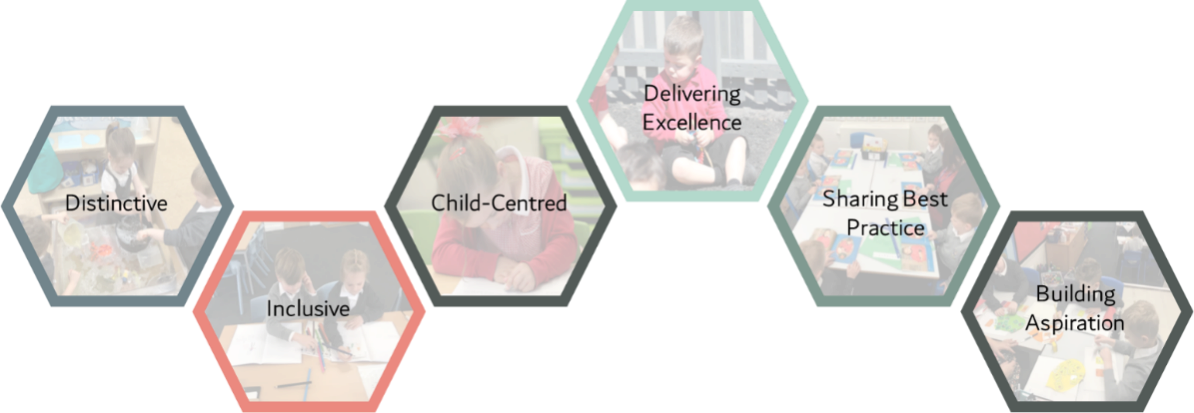 Distinctive
Inclusive
Child-Centred
Delivering
Excellence
Sharing Best
Practice
Building
Aspiration